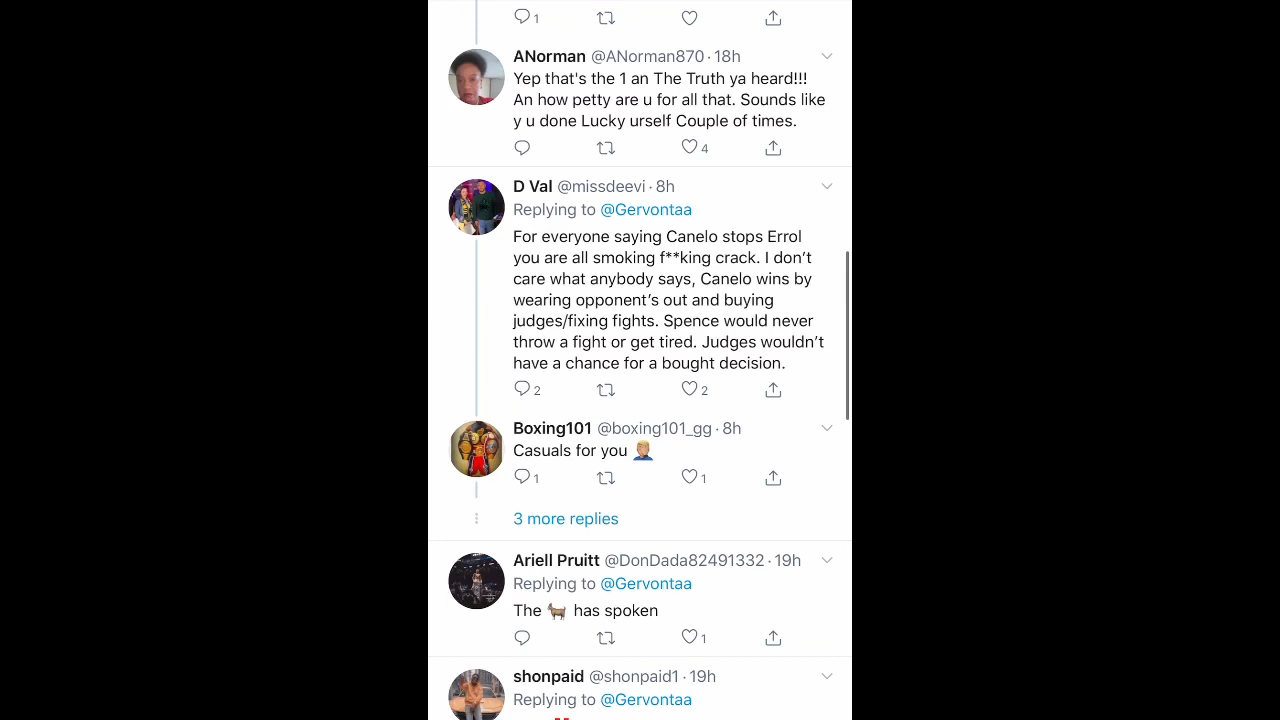 1
ANorman @ANorman870 · 18h
Yep that's the 1 an The Truth ya heard!!!
An how petty are u for all that. Sounds like
y u done Lucky urself Couple of times.
4
D Val @missdeevi · 8h
Replying to @Gervontaa
For everyone saying Canelo stops Errol
you are all smoking f**king crack. I don’t
care what anybody says, Canelo wins by
wearing opponent’s out and buying
judges/fixing fights. Spence would never
throw a fight or get tired. Judges wouldn’t
have a chance for a bought decision.
2 2
Boxing101 @boxing101_gg · 8h
Casuals for you 🤦🏼‍♂️
1 1
3 more replies
Ariell Pruitt @DonDada82491332 · 19h
Replying to @Gervontaa
The 🐐 has spoken
1
shonpaid @shonpaid1 · 19h
Replying to @Gervontaa